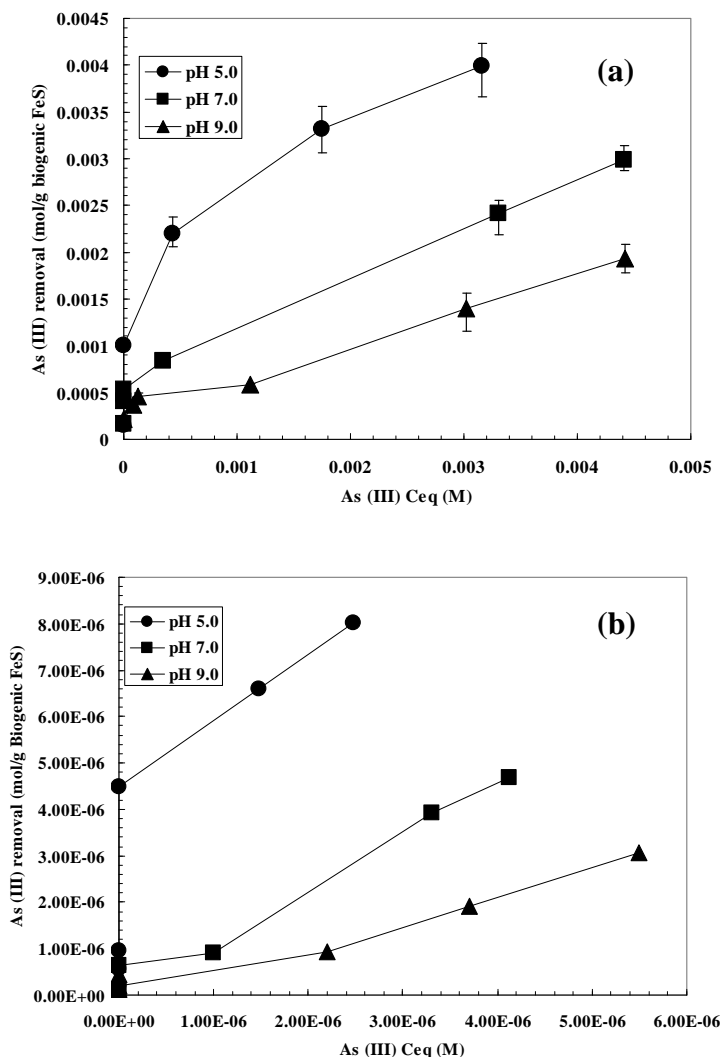 0.0045
0.004
0.0035
0.003
0.0025
0.002
0.0015
0.001
0.0005
0
As (III) removal (mol/g biogenic FeS)
pH 5.0
pH 7.0
pH 9.0
(a)
0 0.001 0.002 0.003 0.004 0.005
As (III) Ceq (M)
9.00E-06
8.00E-06
7.00E-06
6.00E-06
5.00E-06
4.00E-06
3.00E-06
2.00E-06
1.00E-06
0.00E+00
As (III) removal (mol/g Biogenic FeS)
pH 5.0
pH 7.0
pH 9.0
(b)
0.00E+00 1.00E-06 2.00E-06 3.00E-06 4.00E-06 5.00E-06 6.00E-06
As (III) Ceq (M)